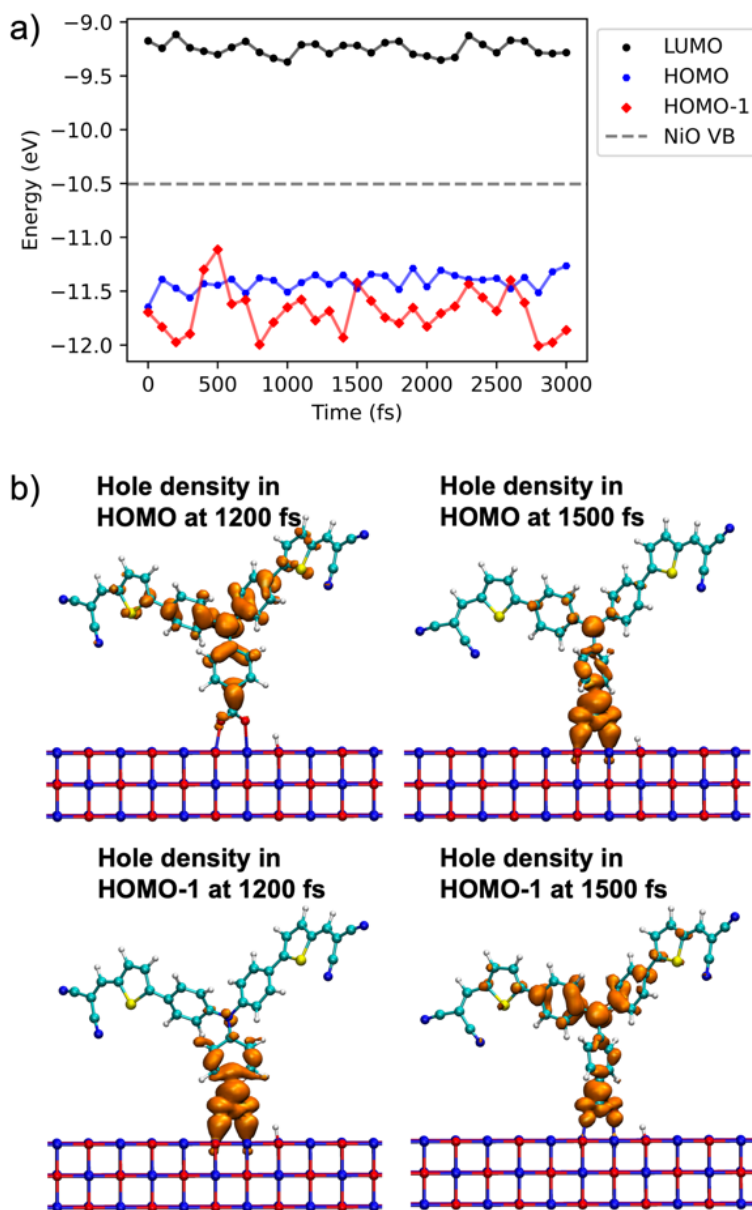 a)
−9.0
−9.5
−10.0
−10.5
−11.0
−11.5
−12.0
Energy (eV)
0 500 1000 1500 2000 2500 3000
Time (fs)
LUMO
HOMO
HOMO-1
NiO VB
b)
Hole density in
HOMO at 1200 fs
Hole density in
HOMO at 1500 fs
Hole density in
HOMO-1 at 1200 fs
Hole density in
HOMO-1 at 1500 fs